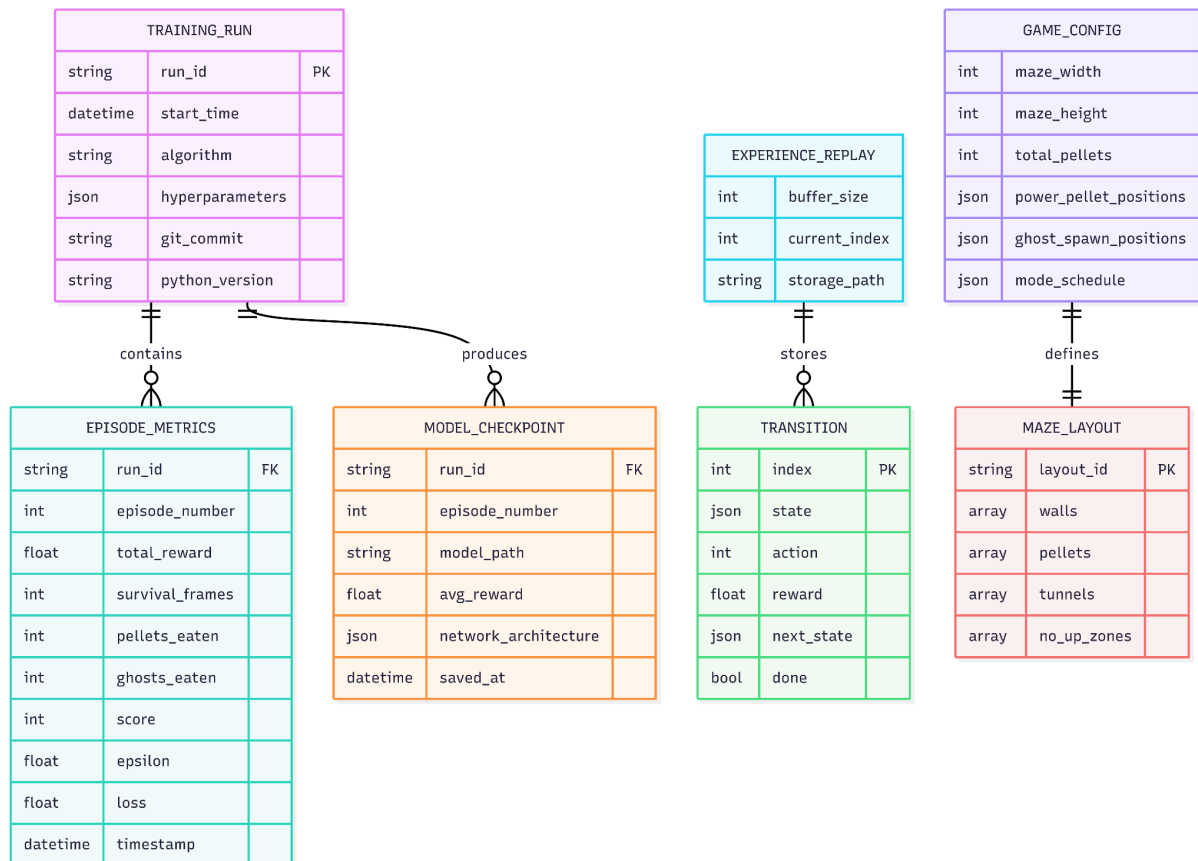 TRAINING_RUN
string run_id PK
datetime start_time
string algorithm
json hyperparameters
string git_commit
string python_version
GAME_CONFIG
int maze_width
int maze_height
int total_pellets
json power_pellet_positions
json ghost_spawn_positions
json mode_schedule
EXPERIENCE_REPLAY
int buffer_size
int current_index
string storage_path
contains
produces
stores
defines
EPISODE_METRICS
string run_id FK
int episode_number
float total_reward
int survival_frames
int pellets_eaten
int ghosts_eaten
int score
float epsilon
float loss
datetime timestamp
MODEL_CHECKPOINT
string run_id FK
int episode_number
string model_path
float avg_reward
json network_architecture
datetime saved_at
TRANSITION
int index PK
json state
int action
float reward
json next_state
bool done
MAZE_LAYOUT
string layout_id PK
array walls
array pellets
array tunnels
array no_up_zones